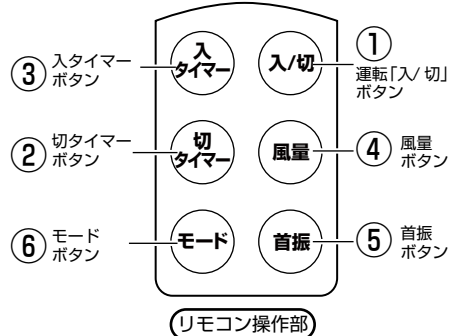 入
タイマー
入/切
切
タイマー
風量
モード
首振
③ 入タイマー
ボタン
② 切タイマー
ボタン
⑥ モード
ボタン
①
運転「入/切」
ボタン
④ 風量
ボタン
⑤ 首振
ボタン
リモコン操作部